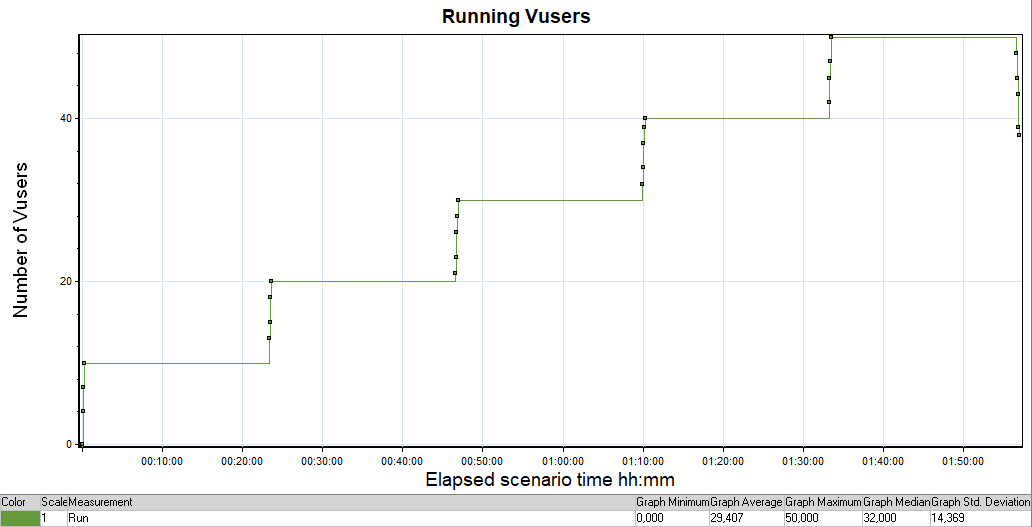 Running Vusers
Number of Vusers
40
20
0
00:10:00 00:20:00 00:30:00 00:40:00 00:50:00 01:00:00 01:10:00 01:20:00 01:30:00 01:40:00 01:50:00
Elapsed scenario time hh:mm
Color Scale Measurement Graph Minimum Graph Average Graph Maximum Graph Median Graph Std. Deviation
1 Run 0,000 29,407 50,000 32,000 14,369